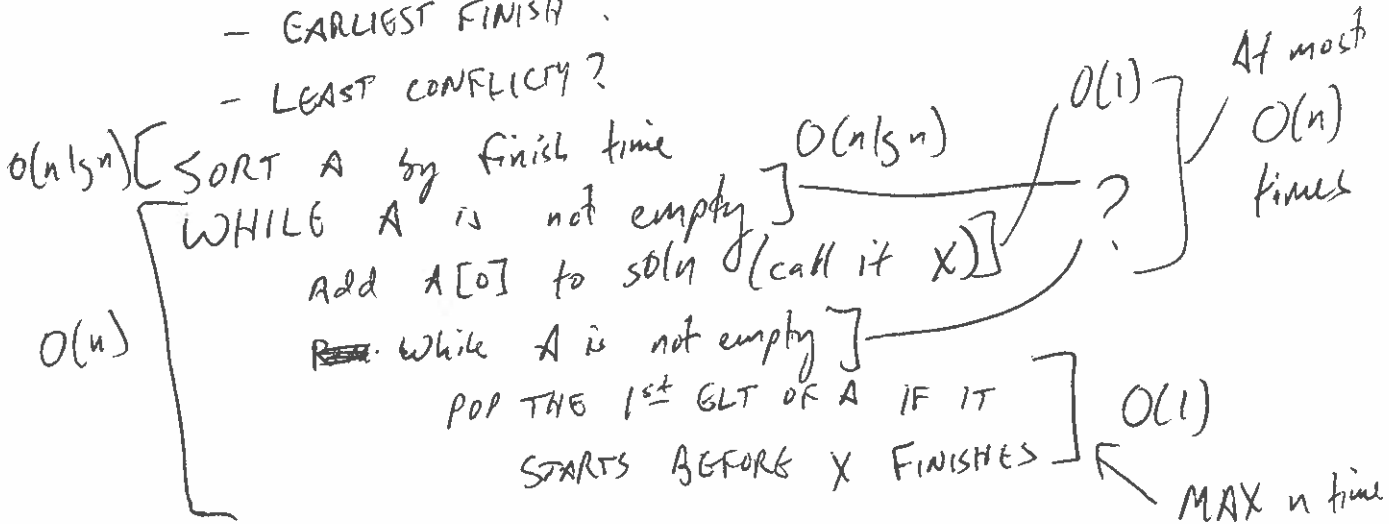 - EARLIEST FINISH.
- LEAST CONFLICTY?
O(n lg n) [ SORT A by finish time
O(n lg n)
WHILE A is not empty ]
Add A[0] to soln (call it X) ]
While A is not empty ]
POP THE 1st ELT OF A IF IT
STARTS BEFORE X FINISHES ]
O(n)
O(1)
?
At most
O(n)
times
O(1)
MAX n time